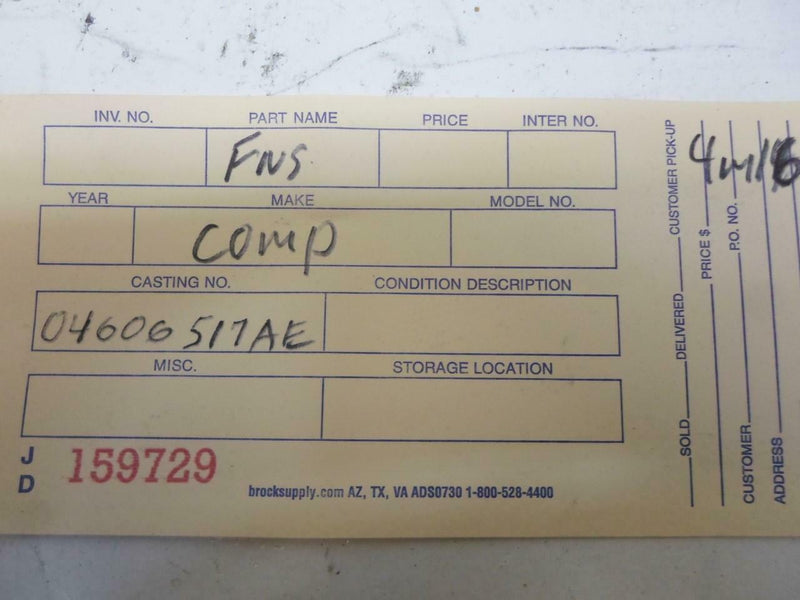 INV. NO. PART NAME PRICE INTER NO.
FNS.
YEAR MAKE MODEL NO.
COMP
CASTING NO. CONDITION DESCRIPTION
04606517AE
MISC. STORAGE LOCATION
J D 159729
brocksupply.com AZ, TX, VA ADS0730 1-800-528-4400
SOLD DELIVERED CUSTOMER PICK-UP
PRICE $
CUSTOMER P.O. NO.
ADDRESS